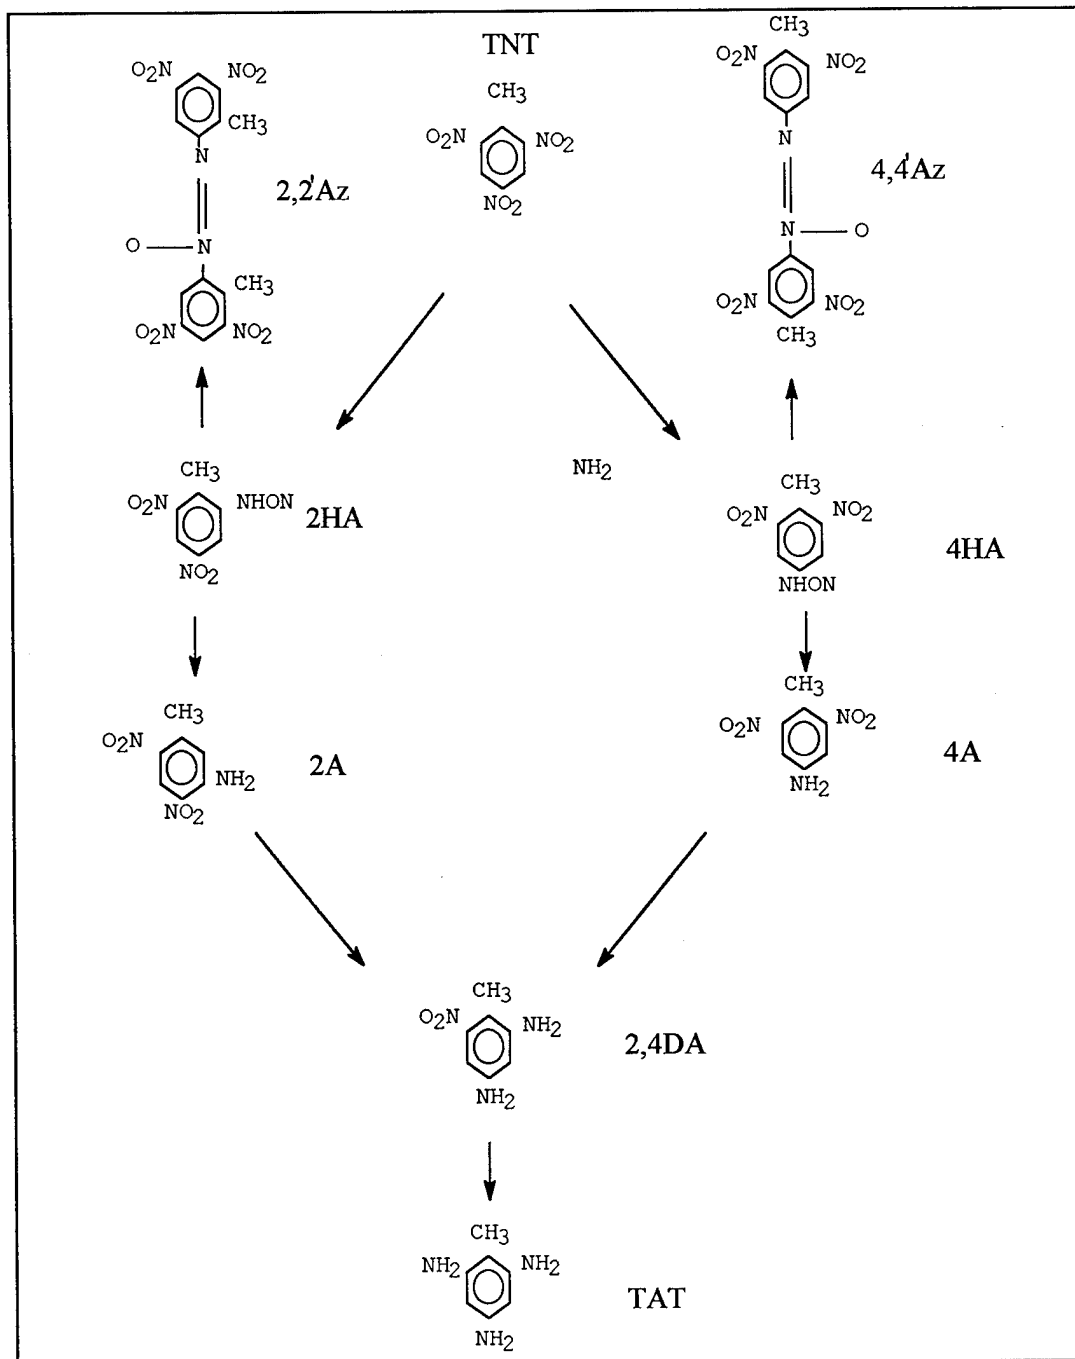 TNT
CH3
O2N NO2
NO2
O2N NO2
CH3
N
2,2'Az
O N
CH3
O2N NO2
CH3
O2N NO2
N
4,4'Az
N O
O2N NO2
CH3
CH3
O2N NHON
2HA
NO2
NH2
CH3
O2N NO2
4HA
NHON
CH3
O2N
2A
NH2
NO2
CH3
O2N NO2
4A
NH2
CH3
O2N NH2
2,4DA
NH2
CH3
NH2 NH2
TAT
NH2